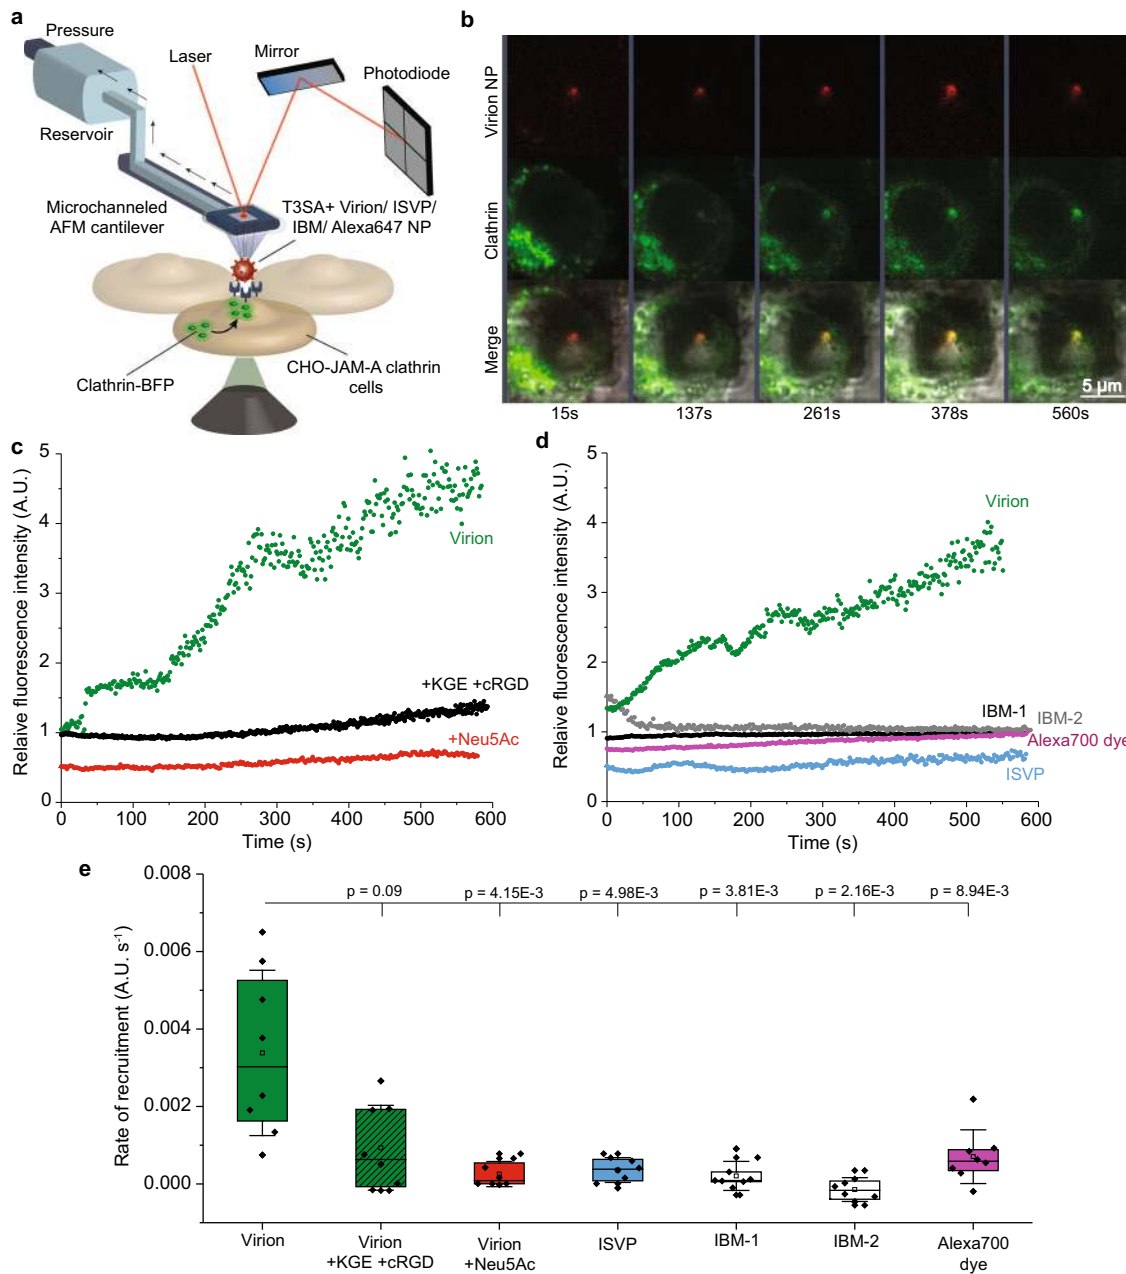 a
Pressure
Laser
Mirror
Photodiode
Reservoir
Microchanneled
AFM cantilever
T3SA+ Virion/ ISVP/
IBM/ Alexa647 NP
Clathrin-BFP
CHO-JAM-A clathrin
cells
b
Virion NP
Clathrin
Merge
5 µm
15s 137s 261s 378s 560s
c
Relaive fluorescence intensity (A.U.)
5
4
3
2
1
0
Virion
+KGE +cRGD
+Neu5Ac
0 100 200 300 400 500 600
Time (s)
d
Relaive fluorescence intensity (A.U.)
5
4
3
2
1
0
Virion
IBM-1
IBM-2
Alexa700 dye
ISVP
0 100 200 300 400 500 600
Time (s)
e
Rate of recruitment (A.U. s⁻¹)
0.008
0.006
0.004
0.002
0.000
p = 0.09 p = 4.15E-3 p = 4.98E-3 p = 3.81E-3 p = 2.16E-3 p = 8.94E-3
Virion
Virion
+KGE +cRGD
Virion
+Neu5Ac
ISVP
IBM-1
IBM-2
Alexa700
dye